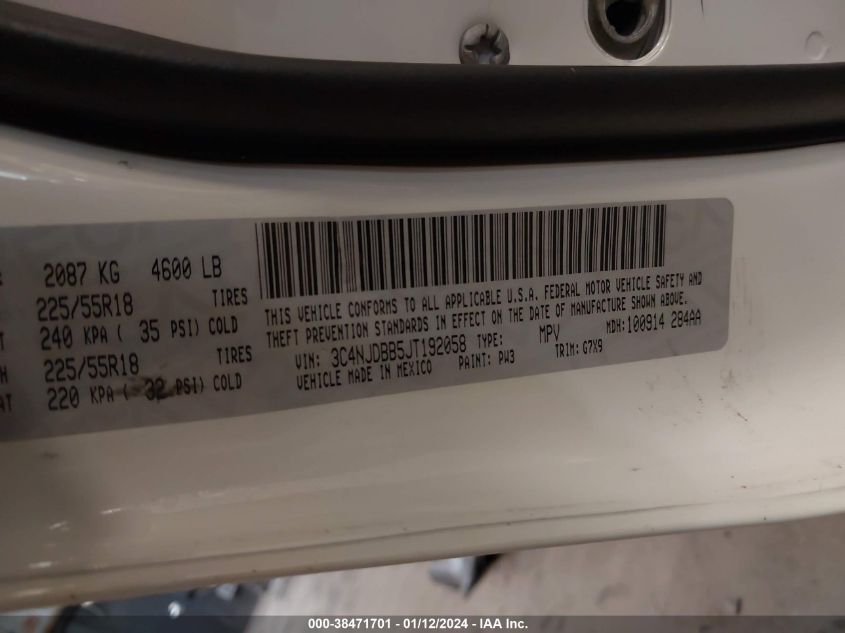 2087 KG 4600 LB
225/55R18 TIRES
240 KPA ( 35 PSI) COLD
225/55R18 TIRES
220 KPA ( 32 PSI) COLD
THIS VEHICLE CONFORMS TO ALL APPLICABLE U.S.A. FEDERAL MOTOR VEHICLE SAFETY AND
THEFT PREVENTION STANDARDS IN EFFECT ON THE DATE OF MANUFACTURE SHOWN ABOVE.
VIN: 3C4NJDBB5JT192058 TYPE: MPV MDH:100914 284AA
VEHICLE MADE IN MEXICO PAINT: PW3 TRIM: G7X9
000-38471701 - 01/12/2024 - IAA Inc.